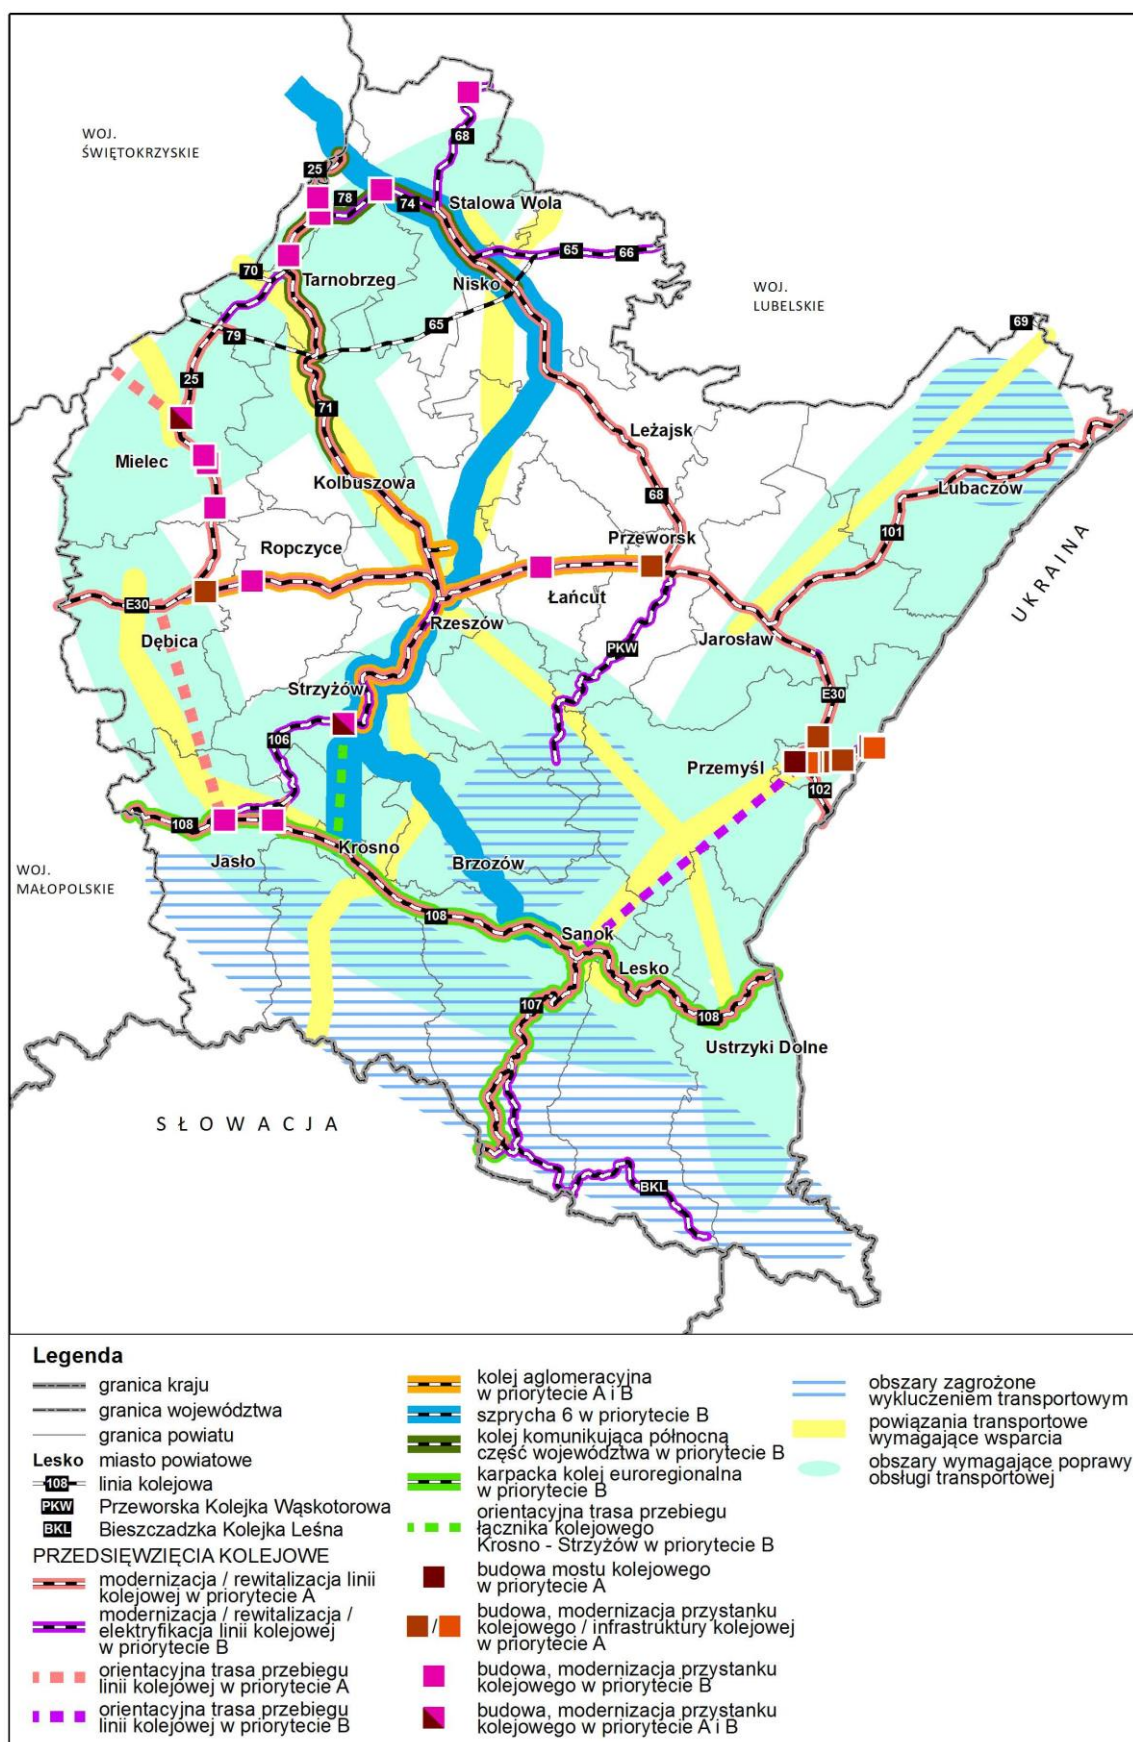 68
WOJ.
ŚWIĘTOKRZYSKIE
25
78
74
Stalowa Wola
65
66
70
Tarnobrzeg
Nisko
WOJ.
LUBELSKIE
79
65
69
25
71
Leżajsk
Mielec
Kolbuszowa
68
Lubaczów
101
Ropczyce
Przeworsk
UKRAINA
E30
Łańcut
Rzeszów
Dębica
Jarosław
PKW
Strzyżów
E30
106
Przemyśl
102
108
Krosno
Jasło
Brzozów
WOJ.
MAŁOPOLSKIE
108
Sanok
Lesko
107
108
Ustrzyki Dolne
SŁOWACJA
BKL
Legenda
granica kraju
granica województwa
granica powiatu
Lesko miasto powiatowe
108 linia kolejowa
PKW Przeworska Kolejka Wąskotorowa
BKL Bieszczadzka Kolejka Leśna
PRZEDSIĘWZIĘCIA KOLEJOWE
modernizacja / rewitalizacja linii
kolejowej w priorytecie A
modernizacja / rewitalizacja /
elektryfikacja linii kolejowej
w priorytecie B
orientacyjna trasa przebiegu
linii kolejowej w priorytecie A
orientacyjna trasa przebiegu
linii kolejowej w priorytecie B
kolej aglomeracyjna
w priorytecie A i B
szprycha 6 w priorytecie B
kolej komunikująca północną
część województwa w priorytecie B
karpacka kolej euroregionalna
w priorytecie B
orientacyjna trasa przebiegu
łącznika kolejowego
Krosno - Strzyżów w priorytecie B
budowa mostu kolejowego
w priorytecie A
/
budowa, modernizacja przystanku
kolejowego / infrastruktury kolejowej
w priorytecie A
budowa, modernizacja przystanku
kolejowego w priorytecie B
budowa, modernizacja przystanku
kolejowego w priorytecie A i B
obszary zagrożone
wykluczeniem transportowym
powiązania transportowe
wymagające wsparcia
obszary wymagające poprawy
obsługi transportowej